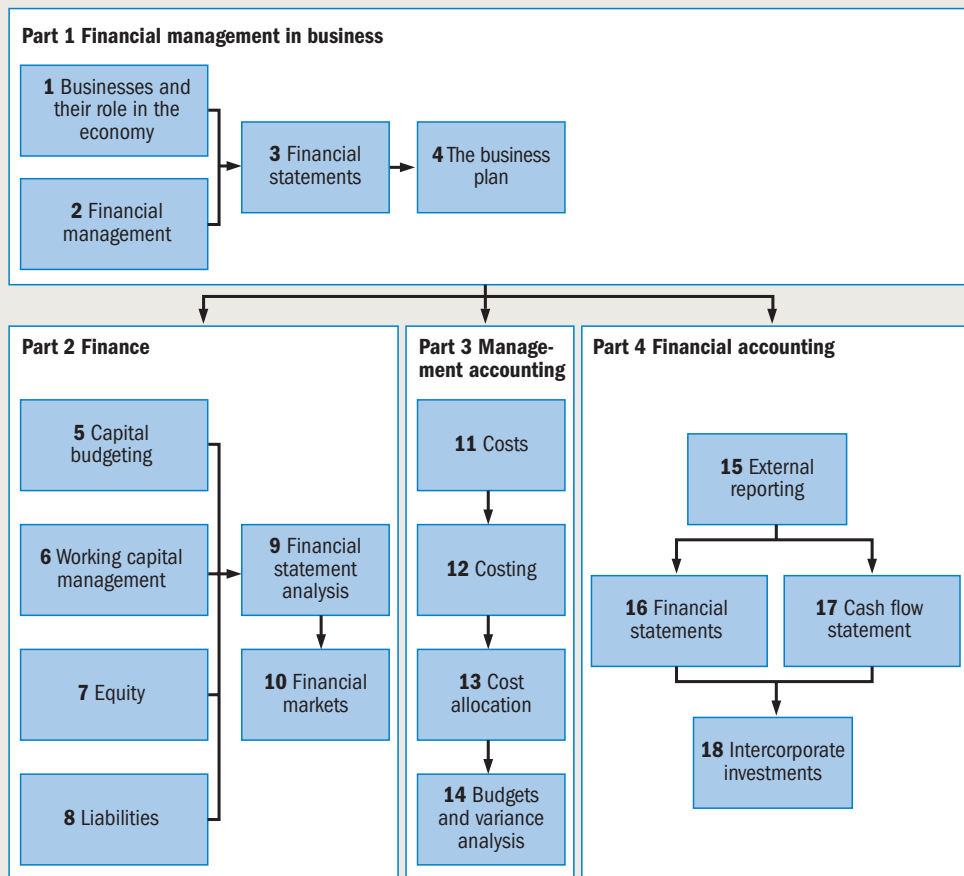 Part 1 Financial management in business
1 Businesses and
their role in the
economy
2 Financial
management
3 Financial
statements
4 The business
plan
Part 2 Finance
5 Capital
budgeting
6 Working capital
management
7 Equity
8 Liabilities
9 Financial
statement
analysis
10 Financial
markets
Part 3 Manage-
ment accounting
11 Costs
12 Costing
13 Cost
allocation
14 Budgets
and variance
analysis
Part 4 Financial accounting
15 External
reporting
16 Financial
statements
17 Cash flow
statement
18 Intercorporate
investments